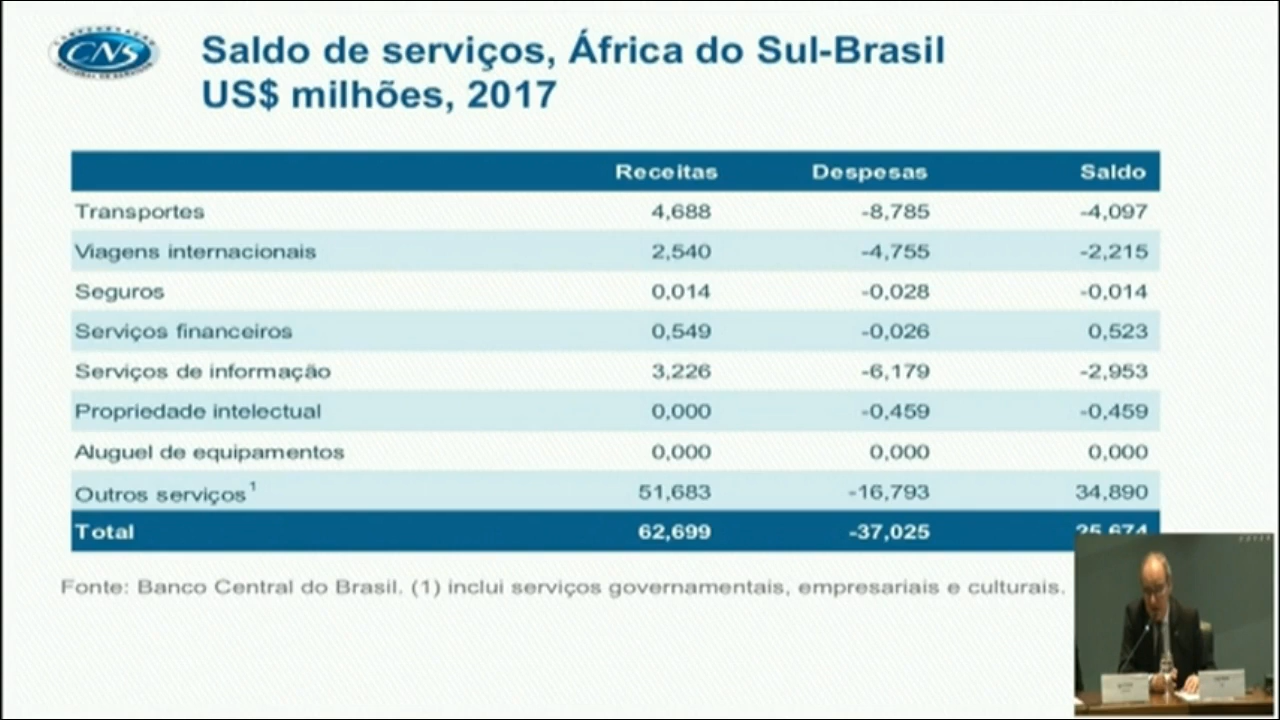 CNS
Saldo de serviços, África do Sul-Brasil
US$ milhões, 2017
Receitas Despesas Saldo
Transportes 4,688 -8,785 -4,097
Viagens internacionais 2,540 -4,755 -2,215
Seguros 0,014 -0,028 -0,014
Serviços financeiros 0,549 -0,026 0,523
Serviços de informação 3,226 -6,179 -2,953
Propriedade intelectual 0,000 -0,459 -0,459
Aluguel de equipamentos 0,000 0,000 0,000
Outros serviços¹ 51,683 -16,793 34,890
Total 62,699 -37,025 25,674
Fonte: Banco Central do Brasil. (1) inclui serviços governamentais, empresariais e culturais.